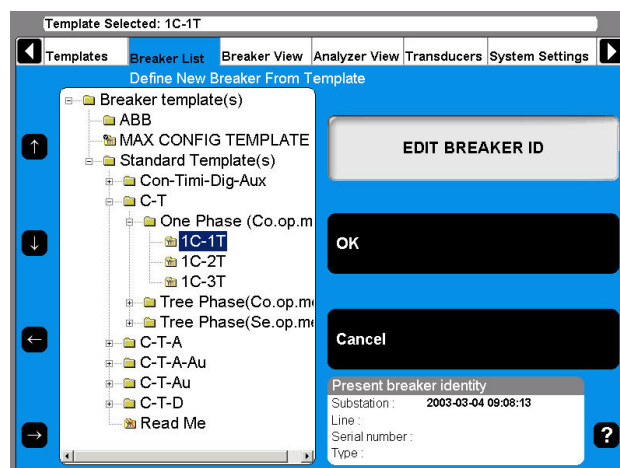 Template Selected: 1C-1T
Templates Breaker List Breaker View Analyzer View Transducers System Settings
Define New Breaker From Template
Breaker template(s)
ABB
MAX CONFIG TEMPLATE
Standard Template(s)
Con-Timi-Dig-Aux
C-T
One Phase (Co.op.m
1C-1T
1C-2T
1C-3T
Tree Phase(Co.op.m
Tree Phase(Se.op.m
C-T-A
C-T-A-Au
C-T-Au
C-T-D
Read Me
EDIT BREAKER ID
OK
Cancel
Present breaker identity
Substation : 2003-03-04 09:08:13
Line :
Serial number :
Type :
?